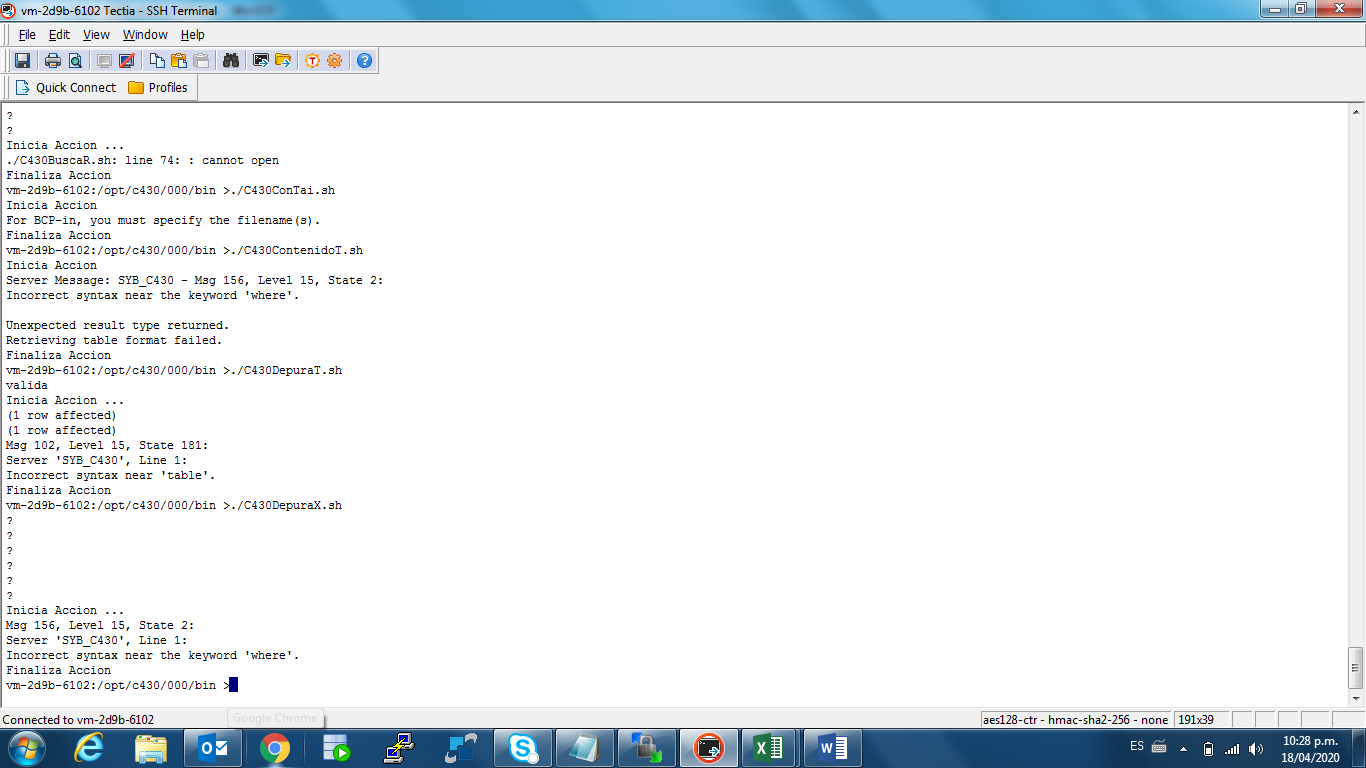 vm-2d9b-6102 Tectia - SSH Terminal
File Edit View Window Help
Quick Connect Profiles
?
?
Inicia Accion ...
./C430BuscaR.sh: line 74: : cannot open
Finaliza Accion
vm-2d9b-6102:/opt/c430/000/bin >./C430ConTai.sh
Inicia Accion
For BCP-in, you must specify the filename(s).
Finaliza Accion
vm-2d9b-6102:/opt/c430/000/bin >./C430ContenidoT.sh
Inicia Accion
Server Message: SYB_C430 - Msg 156, Level 15, State 2:
Incorrect syntax near the keyword 'where'.
Unexpected result type returned.
Retrieving table format failed.
Finaliza Accion
vm-2d9b-6102:/opt/c430/000/bin >./C430DepuraT.sh
valida
Inicia Accion ...
(1 row affected)
(1 row affected)
Msg 102, Level 15, State 181:
Server 'SYB_C430', Line 1:
Incorrect syntax near 'table'.
Finaliza Accion
vm-2d9b-6102:/opt/c430/000/bin >./C430DepuraX.sh
?
?
?
?
?
?
Inicia Accion ...
Msg 156, Level 15, State 2:
Server 'SYB_C430', Line 1:
Incorrect syntax near the keyword 'where'.
Finaliza Accion
vm-2d9b-6102:/opt/c430/000/bin >
Connected to vm-2d9b-6102 Google Chrome aes128-ctr - hmac-sha2-256 - none 191x39
ES 10:28 p.m.
18/04/2020